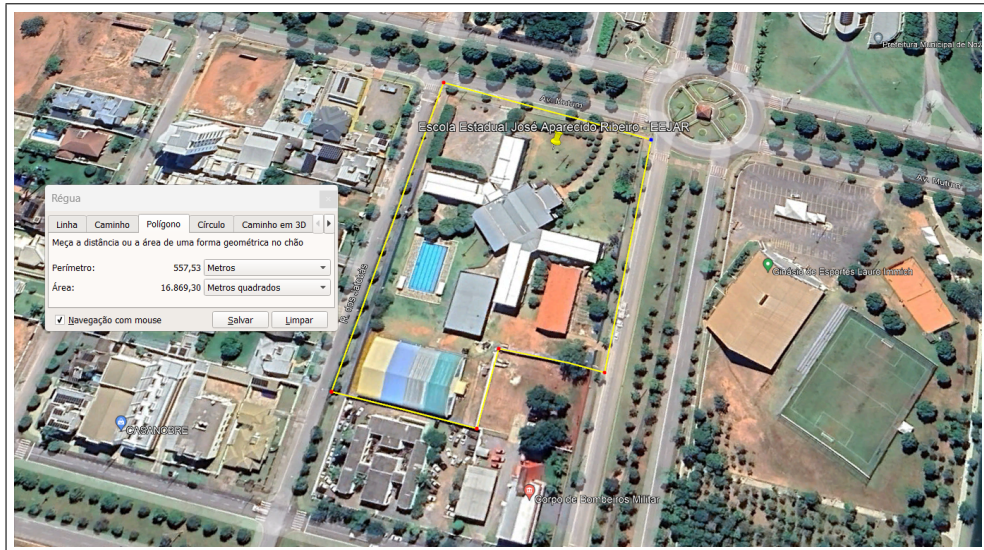 Prefeitura Municipal de No
Av. Mutum
Escola Estadual José Aparecido Ribeiro - EEJAR
Av. Mutum
Régua
Linha
Caminho
Polígono
Círculo
Caminho em 3D
Meça a distância ou a área de uma forma geométrica no chão
Perímetro:
557,53
Metros
Área:
16.869,30
Metros quadrados
Navegação com mouse
Salvar
Limpar
Ginásio de Esportes Lauro Immich
CASANOBRE
Corpo de Bombeiros Militar